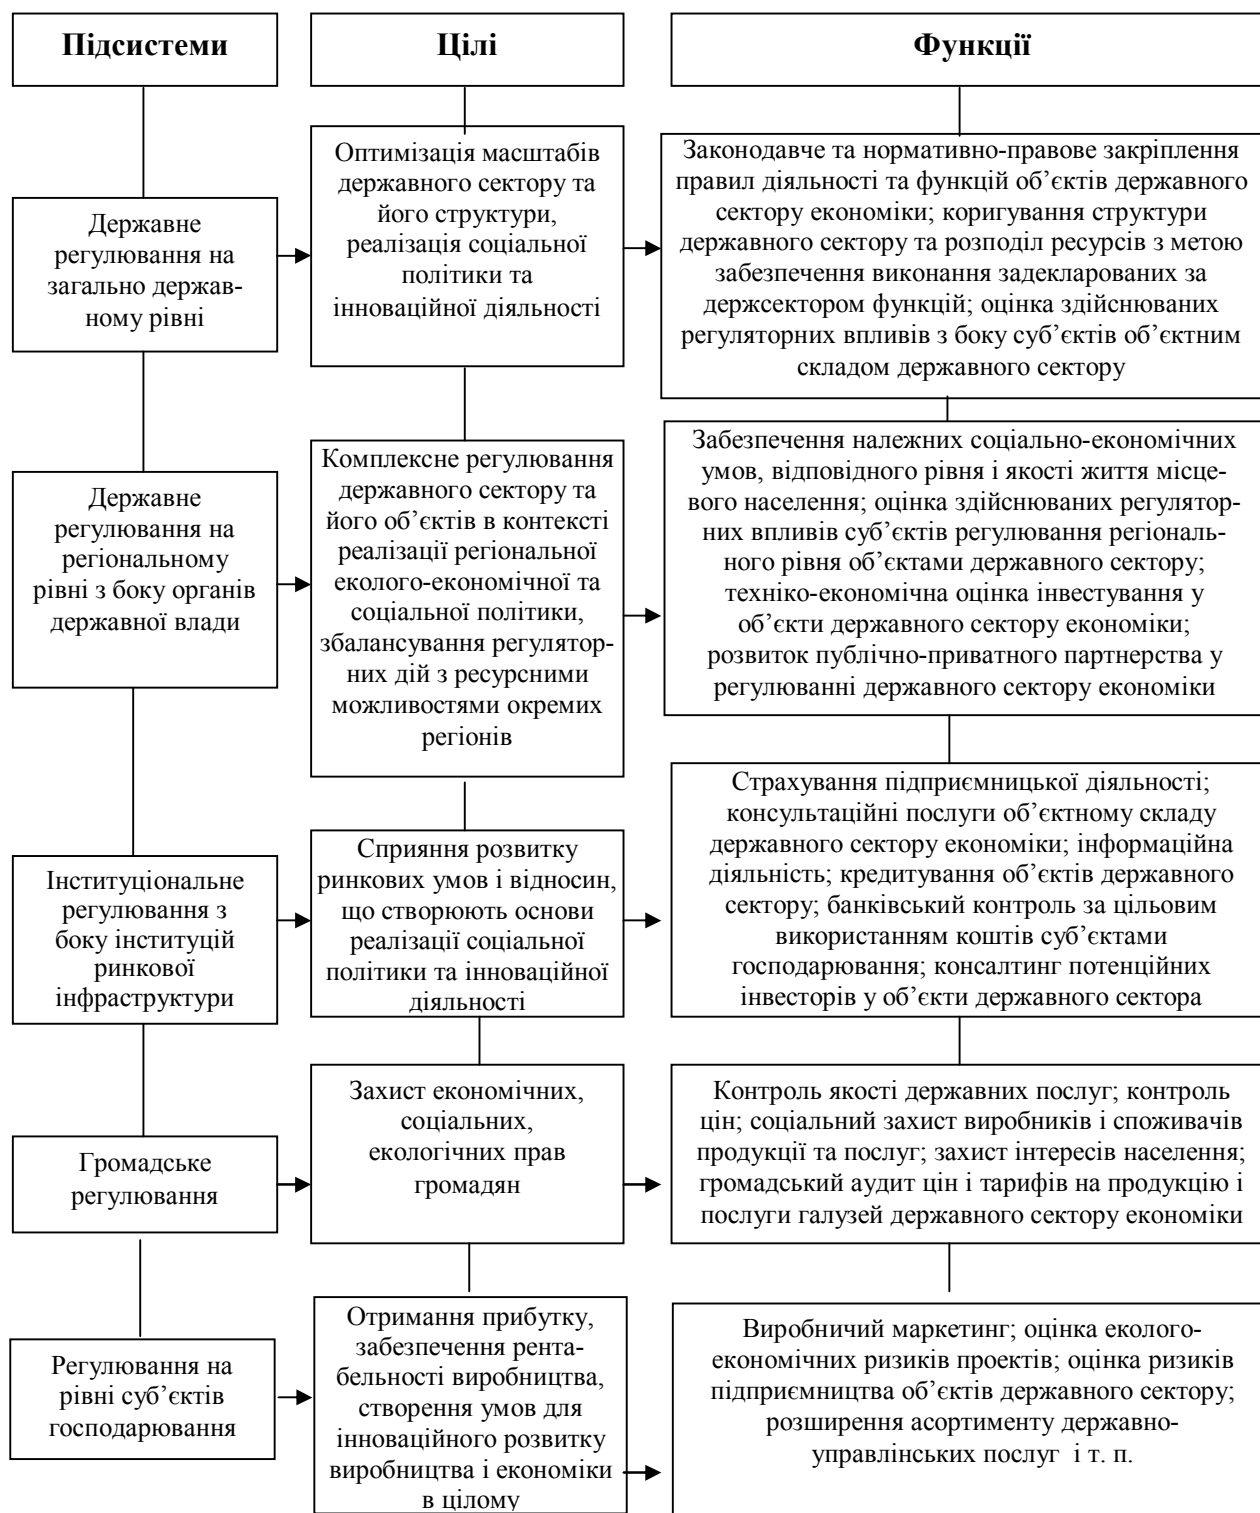 Підсистеми
Цілі
Функції
Державне
регулювання на
загально держав-
ному рівні
Оптимізація масштабів
державного сектору та
його структури,
реалізація соціальної
політики та
інноваційної діяльності
Законодавче та нормативно-правове закріплення
правил діяльності та функцій об’єктів державного
сектору економіки; коригування структури
державного сектору та розподіл ресурсів з метою
забезпечення виконання задекларованих за
держсектором функцій; оцінка здійснюваних
регуляторних впливів з боку суб’єктів об’єктним
складом державного сектору
Державне
регулювання на
регіональному
рівні з боку органів
державної влади
Комплексне регулювання
державного сектору та
його об’єктів в контексті
реалізації регіональної
еколого-економічної та
соціальної політики,
збалансування регулятор-
них дій з ресурсними
можливостями окремих
регіонів
Забезпечення належних соціально-економічних
умов, відповідного рівня і якості життя місце-
вого населення; оцінка здійснюваних регулятор-
них впливів суб’єктів регулювання регіональ-
ного рівня об’єктами державного сектору;
техніко-економічна оцінка інвестування у
об’єкти державного сектору економіки;
розвиток публічно-приватного партнерства у
регулюванні державного сектору економіки
Інституціональне
регулювання з
боку інституцій
ринкової
інфраструктури
Сприяння розвитку
ринкових умов і відносин,
що створюють основи
реалізації соціальної
політики та інноваційної
діяльності
Страхування підприємницької діяльності;
консультаційні послуги об’єктному складу
державного сектору економіки; інформаційна
діяльність; кредитування об’єктів державного
сектору; банківський контроль за цільовим
використанням коштів суб’єктами
господарювання; консалтинг потенційних
інвесторів у об’єкти державного сектора
Громадське
регулювання
Захист економічних,
соціальних,
екологічних прав
громадян
Контроль якості державних послуг; контроль
цін; соціальний захист виробників і споживачів
продукції та послуг; захист інтересів населення;
громадський аудит цін і тарифів на продукцію і
послуги галузей державного сектору економіки
Регулювання на
рівні суб’єктів
господарювання
Отримання прибутку,
забезпечення рента-
бельності виробництва,
створення умов для
інноваційного розвитку
виробництва і економіки
в цілому
Виробничий маркетинг; оцінка еколого-
економічних ризиків проектів; оцінка ризиків
підприємництва об’єктів державного сектору;
розширення асортименту державно-
управлінських послуг і т. п.